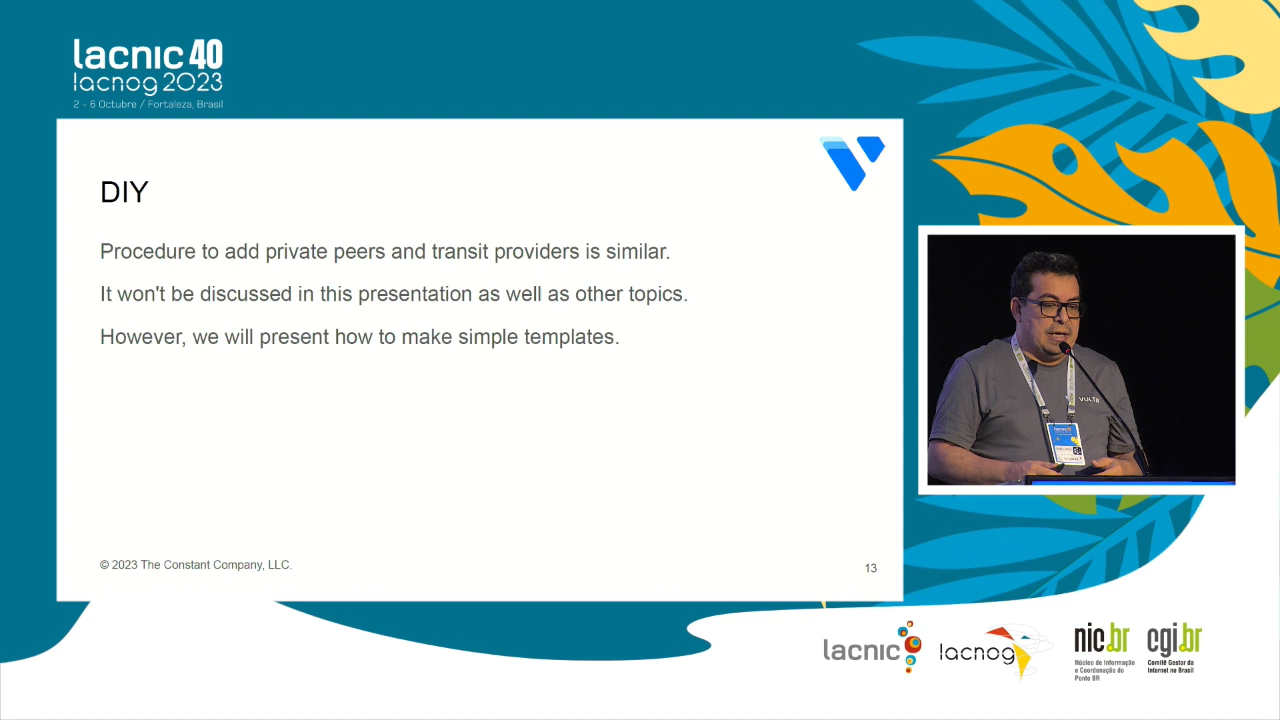 lacnic 40
lacnog 2023
2 - 6 Octubre / Fortaleza, Brasil
DIY
Procedure to add private peers and transit providers is similar.
It won't be discussed in this presentation as well as other topics.
However, we will present how to make simple templates.
© 2023 The Constant Company, LLC.
13
VULTR
lacnic
lacnog
nic.br
Núcleo de Informação
e Coordenação do
Ponto BR
cgi.br
Comitê Gestor da
Internet no Brasil